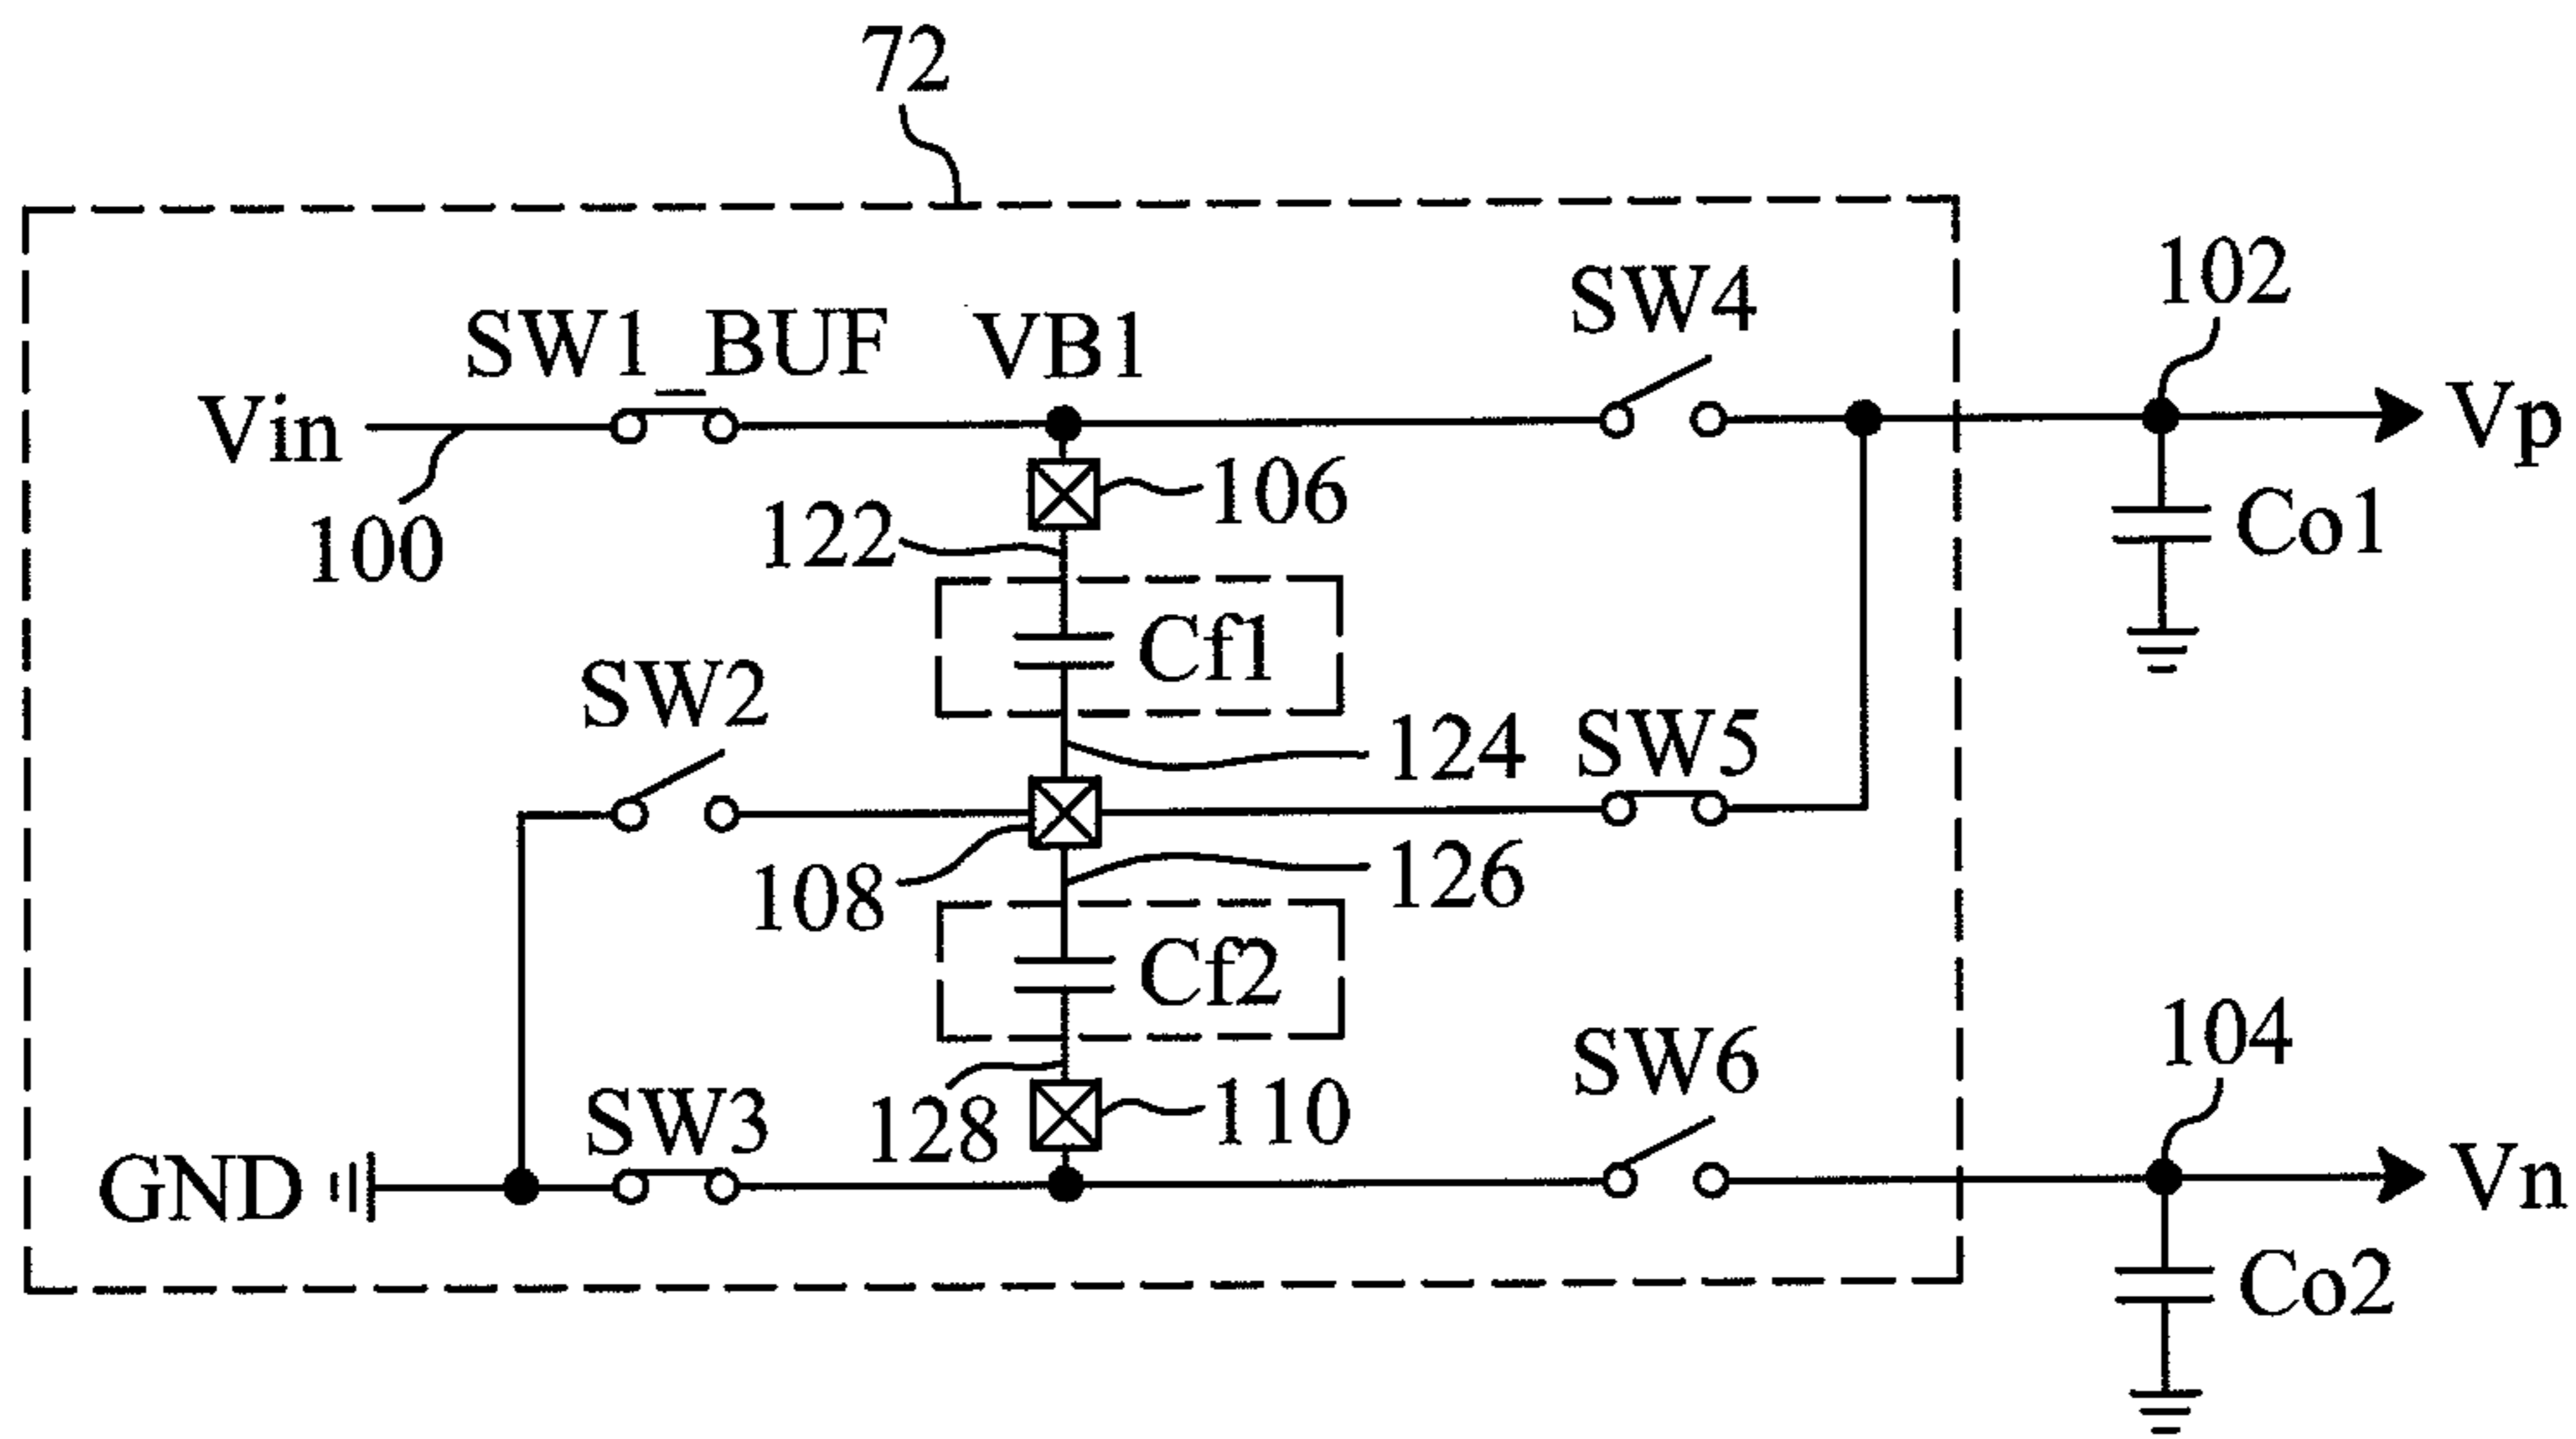 72
102
SW4
SW1_BUF
VB1
Vin
Vp
106
100
122
Co1
Cf1
SW2
124
SW5
108
126
Cf2
104
SW6
SW3
128
110
GND
Vn
Co2